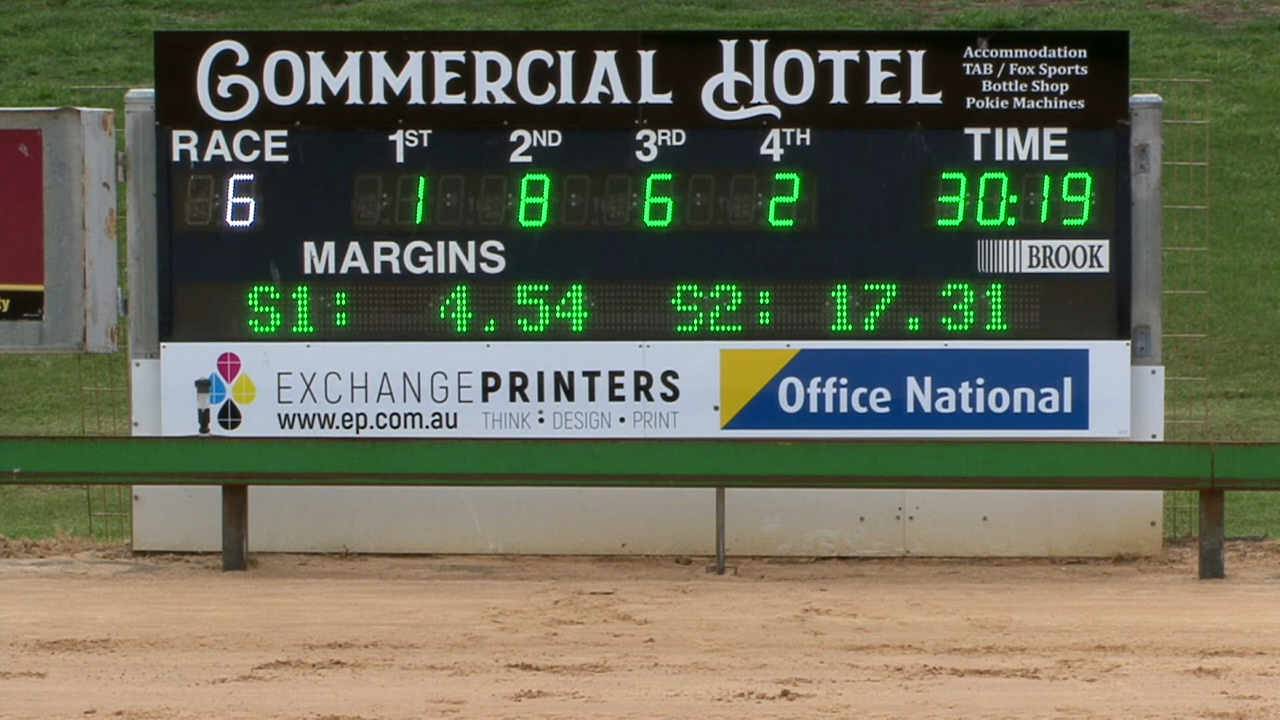 COMMERCIAL HOTEL
Accommodation
TAB / Fox Sports
Bottle Shop
Pokie Machines
RACE 1ST 2ND 3RD 4TH TIME
6 1 8 6 2 30:19
MARGINS
BROOK
S1: 4.54 S2: 17.31
EXCHANGEPRINTERS
www.ep.com.au THINK • DESIGN • PRINT
Office National
ty